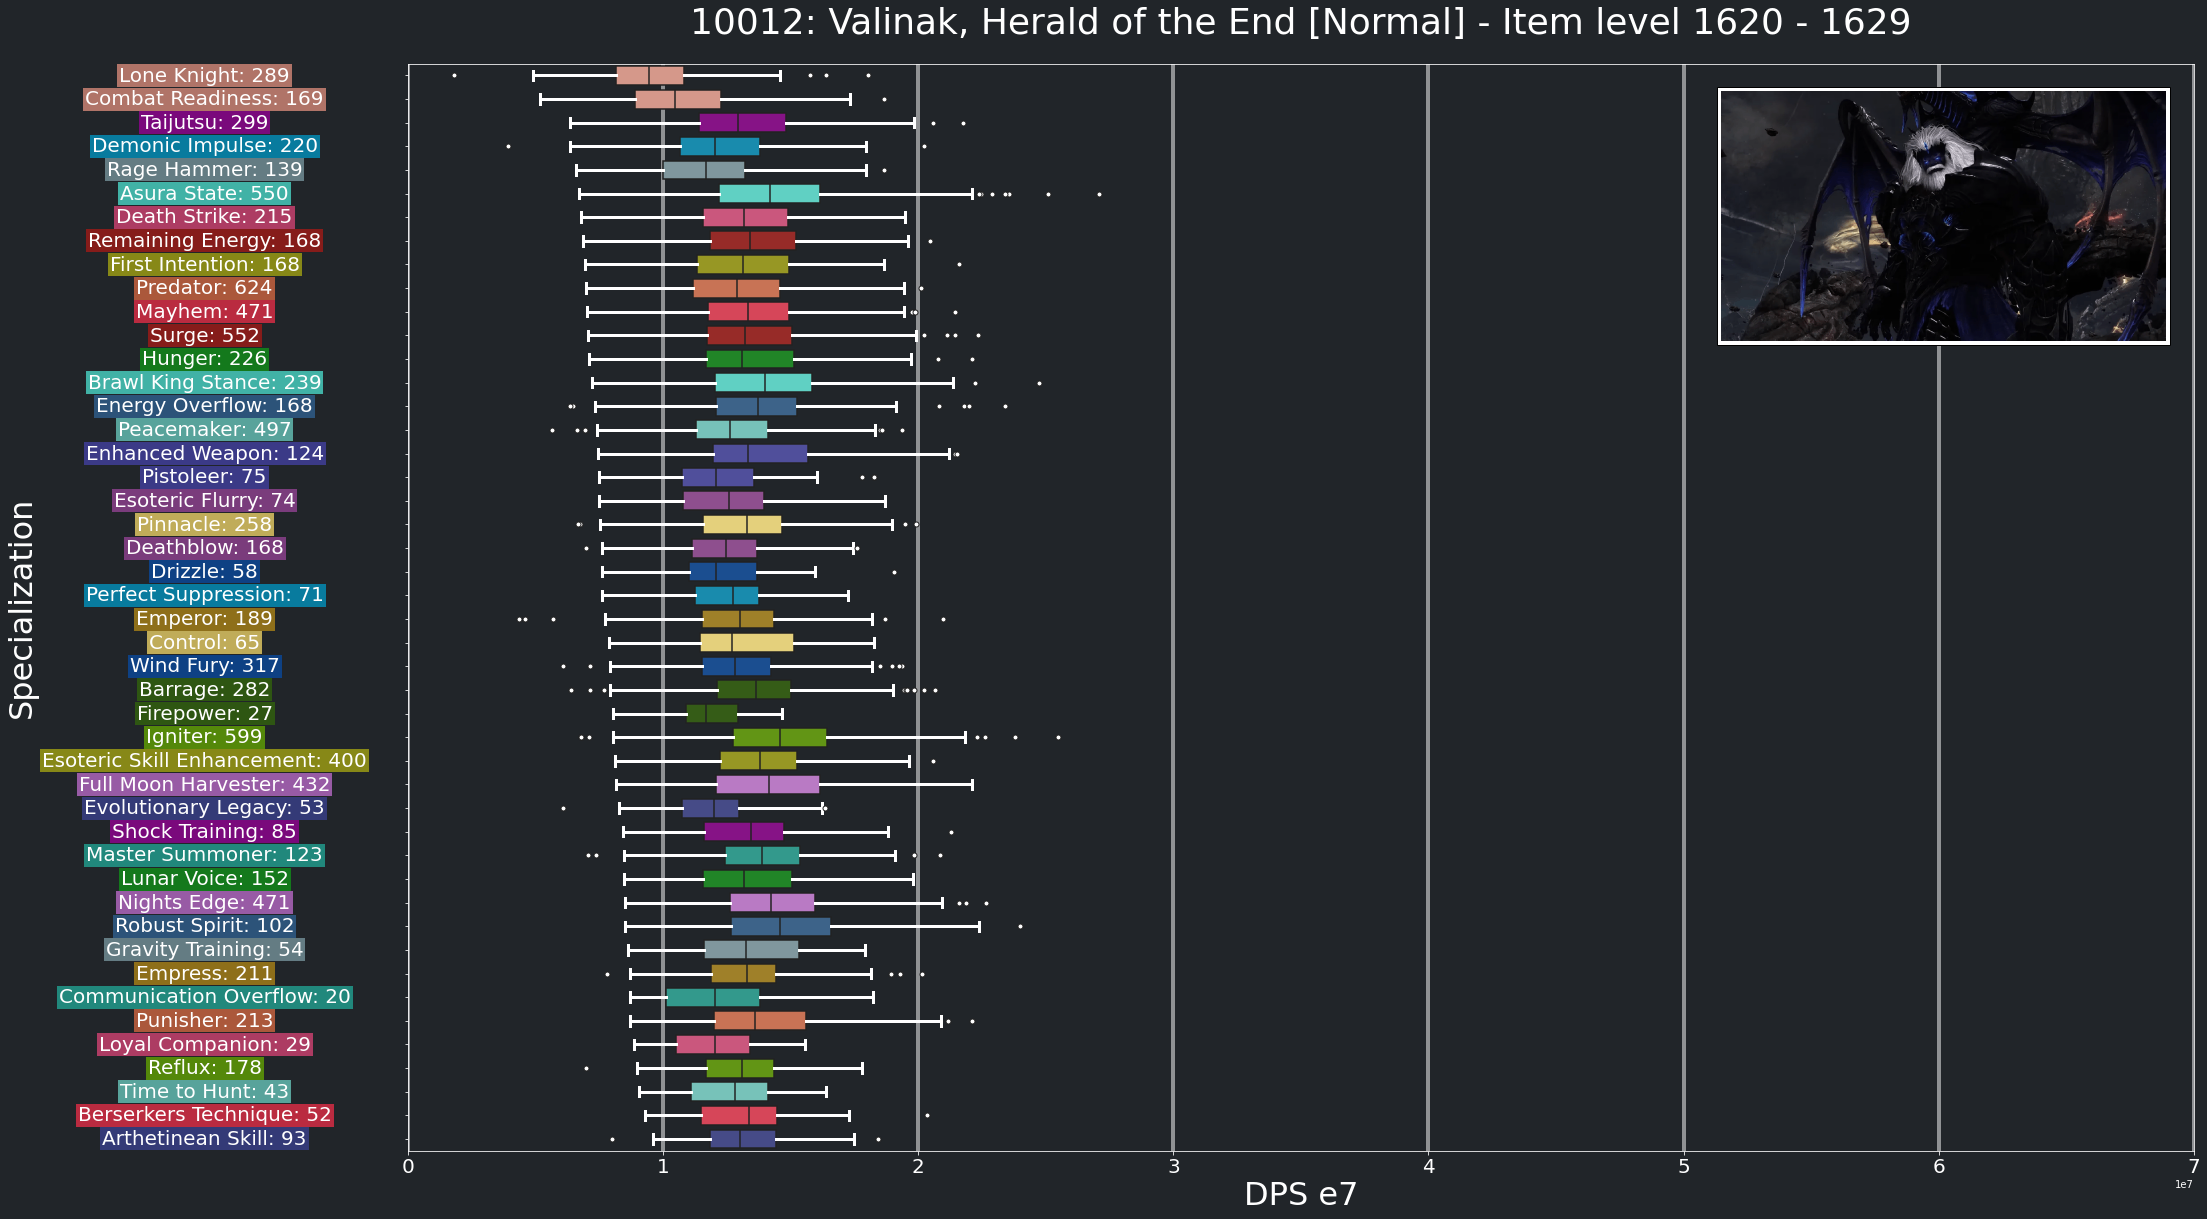 10012: Valinak, Herald of the End [Normal] - Item level 1620 - 1629
Lone Knight: 289
Combat Readiness: 169
Taijutsu: 299
Demonic Impulse: 220
Rage Hammer: 139
Asura State: 550
Death Strike: 215
Remaining Energy: 168
First Intention: 168
Predator: 624
Mayhem: 471
Surge: 552
Hunger: 226
Brawl King Stance: 239
Energy Overflow: 168
Peacemaker: 497
Enhanced Weapon: 124
Pistoleer: 75
Esoteric Flurry: 74
Pinnacle: 258
Deathblow: 168
Drizzle: 58
Perfect Suppression: 71
Emperor: 189
Control: 65
Wind Fury: 317
Barrage: 282
Firepower: 27
Igniter: 599
Esoteric Skill Enhancement: 400
Full Moon Harvester: 432
Evolutionary Legacy: 53
Shock Training: 85
Master Summoner: 123
Lunar Voice: 152
Nights Edge: 471
Robust Spirit: 102
Gravity Training: 54
Empress: 211
Communication Overflow: 20
Punisher: 213
Loyal Companion: 29
Reflux: 178
Time to Hunt: 43
Berserkers Technique: 52
Arthetinean Skill: 93
Specialization
0 1 2 3 4 5 6 7
1e7
DPS e7